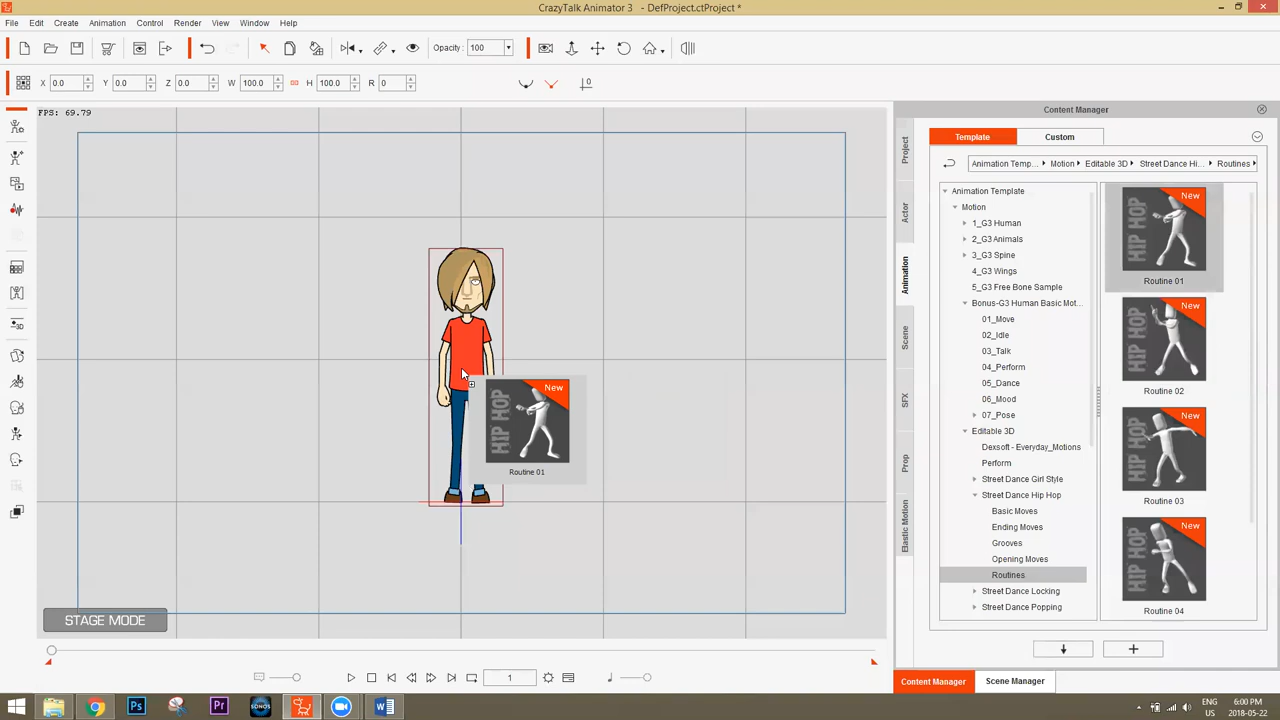 CrazyTalk Animator 3 - DefProject.ctProject *
File Edit Create Animation Control Render View Window Help
Opacity : 100
X 0.0 Y 0.0 Z 0.0 W 100.0 H 100.0 R 0
FPS: 69.79
Content Manager
Template Custom
Animation Temp... Motion Editable 3D Street Dance Hi... Routines
Project
Actor
Animation
Scene
SFX
Prop
Elastic Motion
Animation Template
Motion
1_G3 Human
2_G3 Animals
3_G3 Spine
4_G3 Wings
5_G3 Free Bone Sample
Bonus-G3 Human Basic Mot...
01_Move
02_Idle
03_Talk
04_Perform
05_Dance
06_Mood
07_Pose
Editable 3D
Dexsoft - Everyday_Motions
Perform
Street Dance Girl Style
Street Dance Hip Hop
Basic Moves
Ending Moves
Grooves
Opening Moves
Routines
Street Dance Locking
Street Dance Popping
New
HIP HOP
Routine 01
New
HIP HOP
Routine 02
New
HIP HOP
Routine 03
New
HIP HOP
Routine 04
New
HIP HOP
Routine 01
STAGE MODE
1
Content Manager Scene Manager
ENG 6:00 PM
US 2018-05-22
Ps
Pr
SONOS